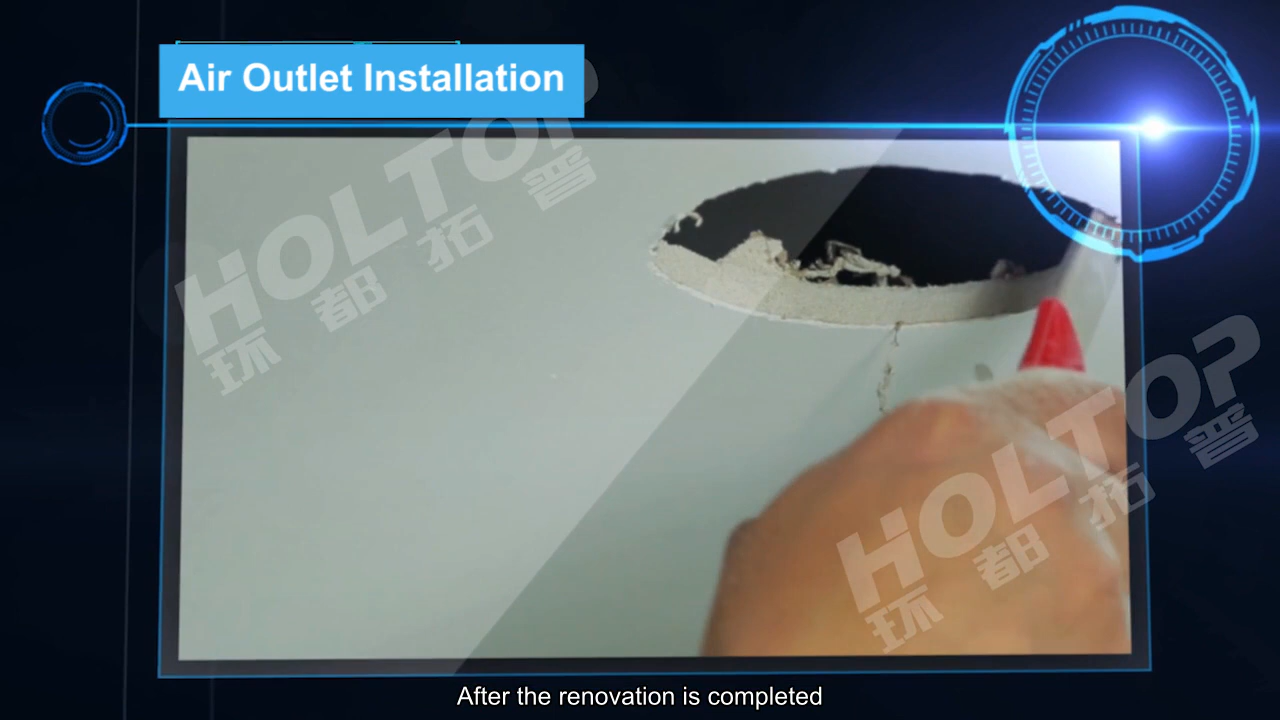 Air Outlet Installation
HOLTOP
环都拓普
HOLTOP
环都拓普
After the renovation is completed